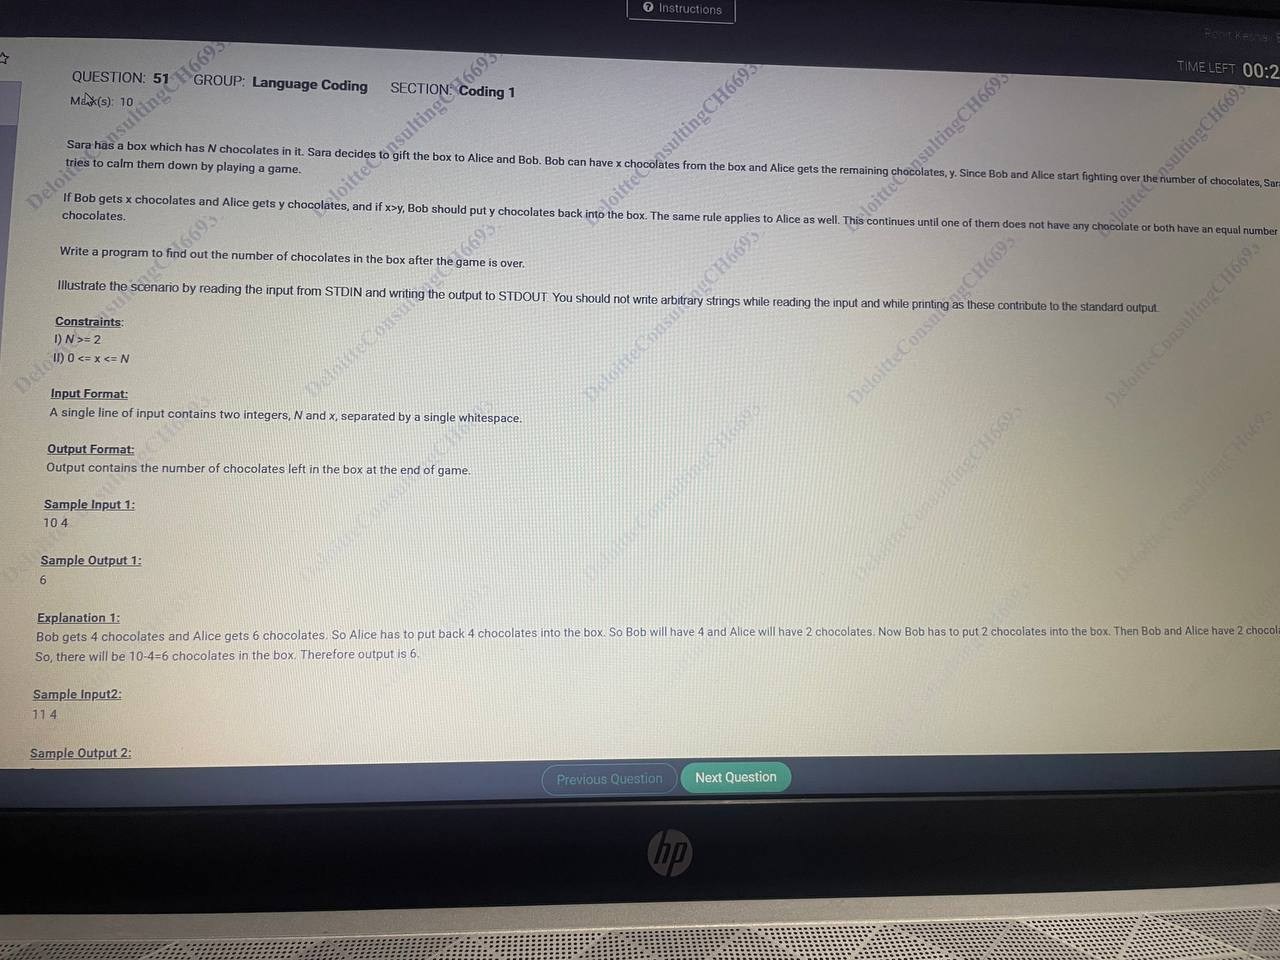 Instructions
TIME LEFT 00:2
QUESTION: 51 GROUP: Language Coding SECTION: Coding 1
Mark(s): 10
Sara has a box which has N chocolates in it. Sara decides to gift the box to Alice and Bob. Bob can have x chocolates from the box and Alice gets the remaining chocolates, y. Since Bob and Alice start fighting over the number of chocolates, Sar
tries to calm them down by playing a game.
If Bob gets x chocolates and Alice gets y chocolates, and if x>y, Bob should put y chocolates back into the box. The same rule applies to Alice as well. This continues until one of them does not have any chocolate or both have an equal number
chocolates.
Write a program to find out the number of chocolates in the box after the game is over.
Illustrate the scenario by reading the input from STDIN and writing the output to STDOUT. You should not write arbitrary strings while reading the input and while printing as these contribute to the standard output.
Constraints:
I) N >= 2
II) 0 <= x <= N
Input Format:
A single line of input contains two integers, N and x, separated by a single whitespace.
Output Format:
Output contains the number of chocolates left in the box at the end of game.
Sample Input 1:
10 4
Sample Output 1:
6
Explanation 1:
Bob gets 4 chocolates and Alice gets 6 chocolates. So Alice has to put back 4 chocolates into the box. So Bob will have 4 and Alice will have 2 chocolates. Now Bob has to put 2 chocolates into the box. Then Bob and Alice have 2 chocol
So, there will be 10-4=6 chocolates in the box. Therefore output is 6.
Sample Input2:
11 4
Sample Output 2:
Previous Question Next Question
hp
DeloitteConsultingCH6693